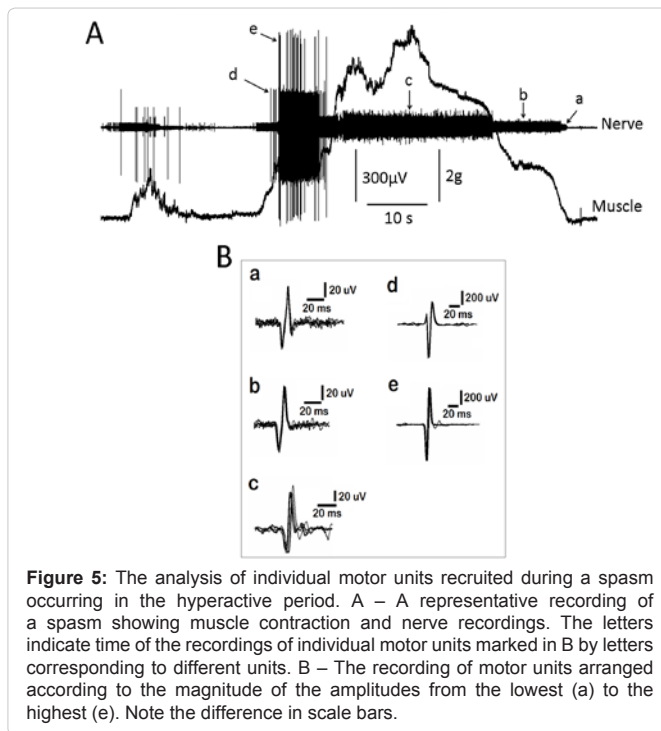 A
e
d
c
b
a
Nerve
300µV
2g
10 s
Muscle
B
a
20 uV
20 ms
d
200 uV
20 ms
b
20 uV
20 ms
e
200 uV
20 ms
c
20 uV
20 ms
Figure 5: The analysis of individual motor units recruited during a spasm
occurring in the hyperactive period. A – A representative recording of
a spasm showing muscle contraction and nerve recordings. The letters
indicate time of the recordings of individual motor units marked in B by letters
corresponding to different units. B – The recording of motor units arranged
according to the magnitude of the amplitudes from the lowest (a) to the
highest (e). Note the difference in scale bars.